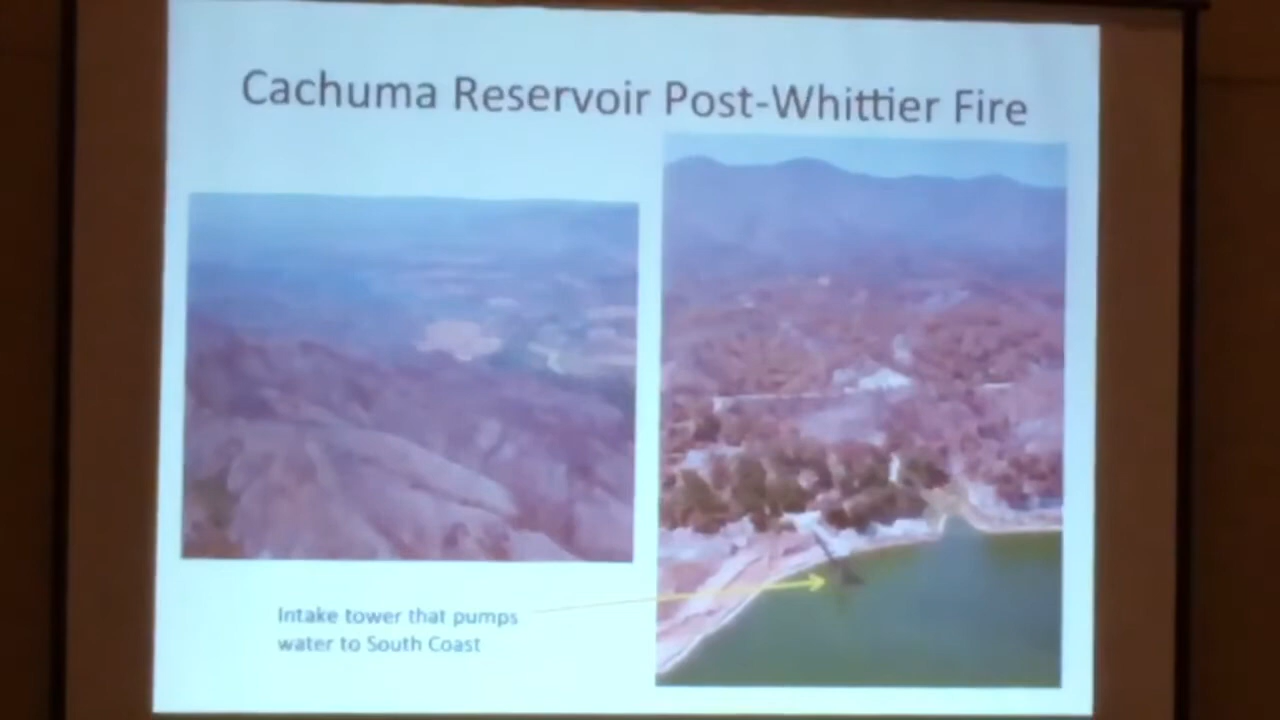 Cachuma Reservoir Post-Whittier Fire
Intake tower that pumps
water to South Coast